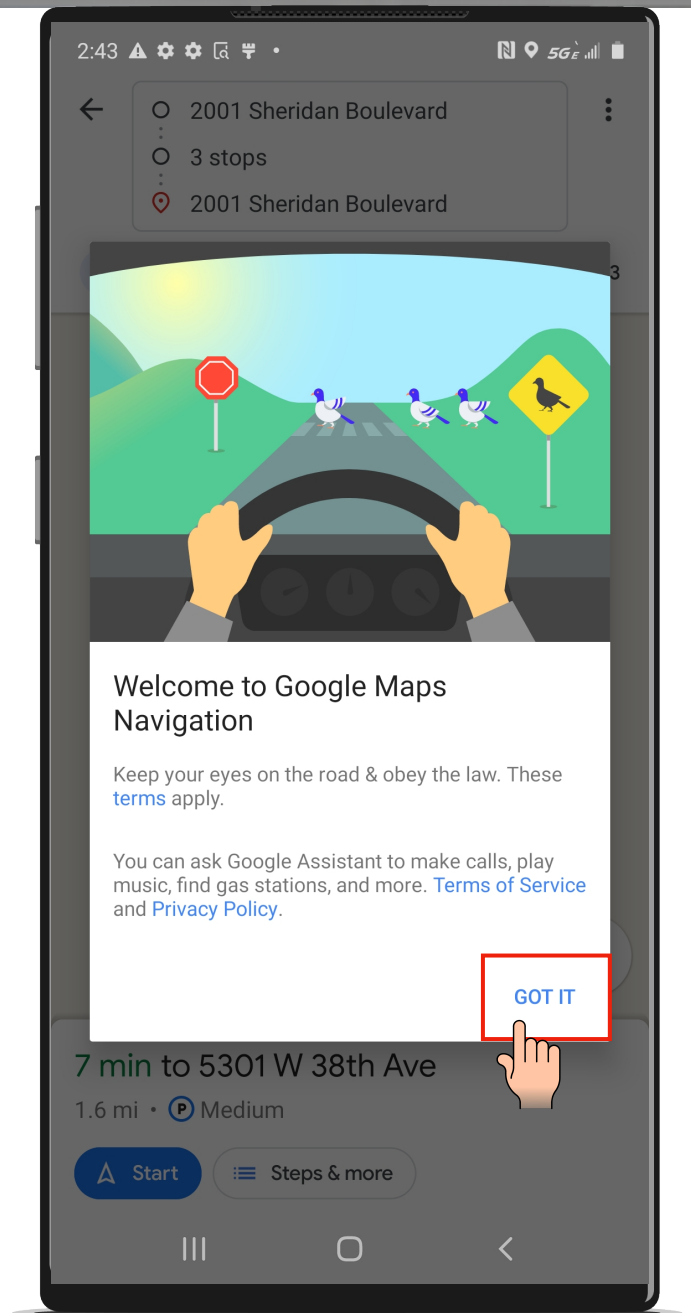 2:43
5GE
2001 Sheridan Boulevard
3 stops
2001 Sheridan Boulevard
3
Welcome to Google Maps
Navigation
Keep your eyes on the road & obey the law. These
terms apply.
You can ask Google Assistant to make calls, play
music, find gas stations, and more. Terms of Service
and Privacy Policy.
GOT IT
7 min to 5301 W 38th Ave
1.6 mi • P Medium
Start
Steps & more